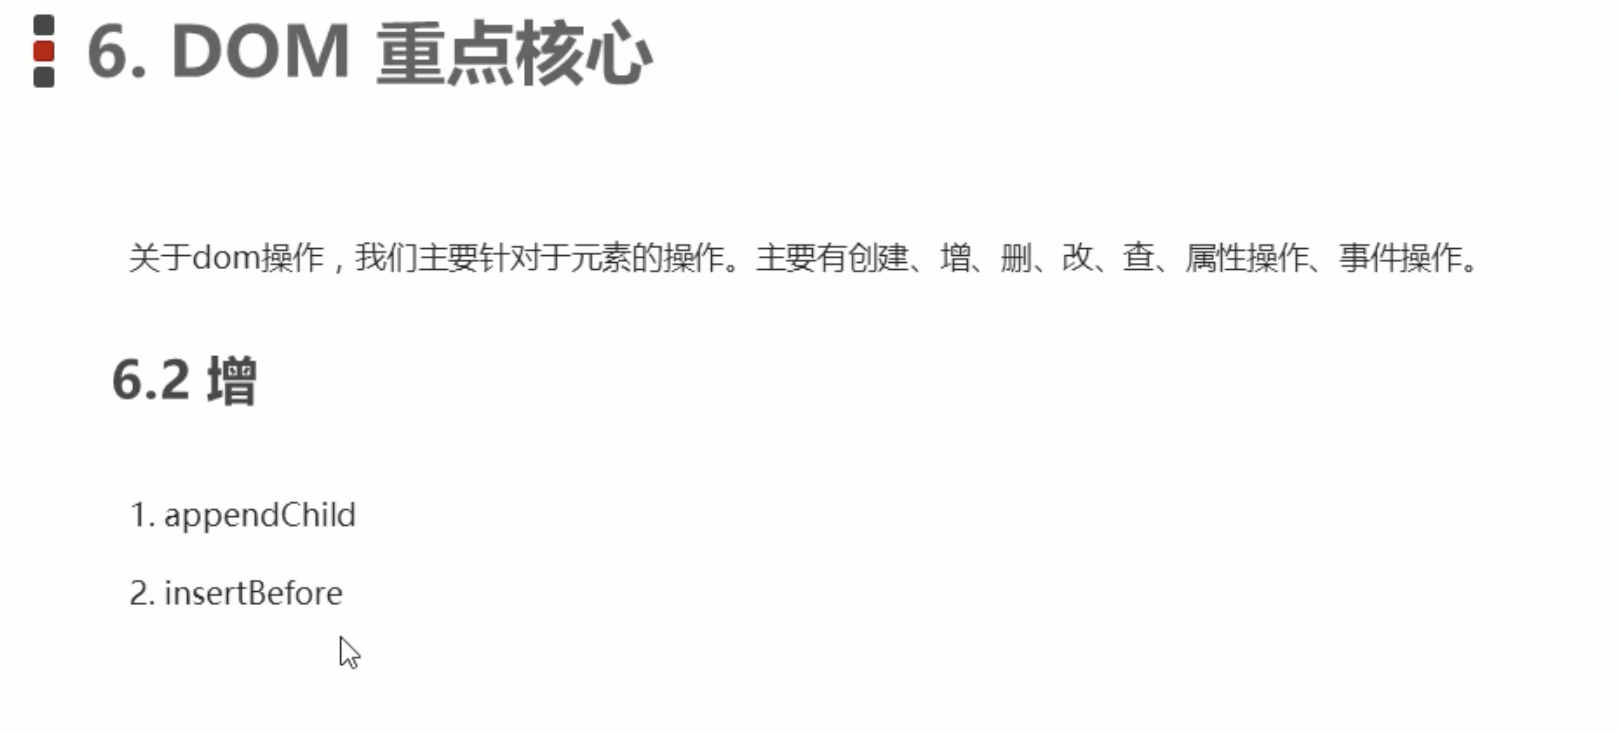 6. DOM 重点核心
关于dom操作，我们主要针对于元素的操作。主要有创建、增、删、改、查、属性操作、事件操作。
6.2 增
1. appendChild
2. insertBefore